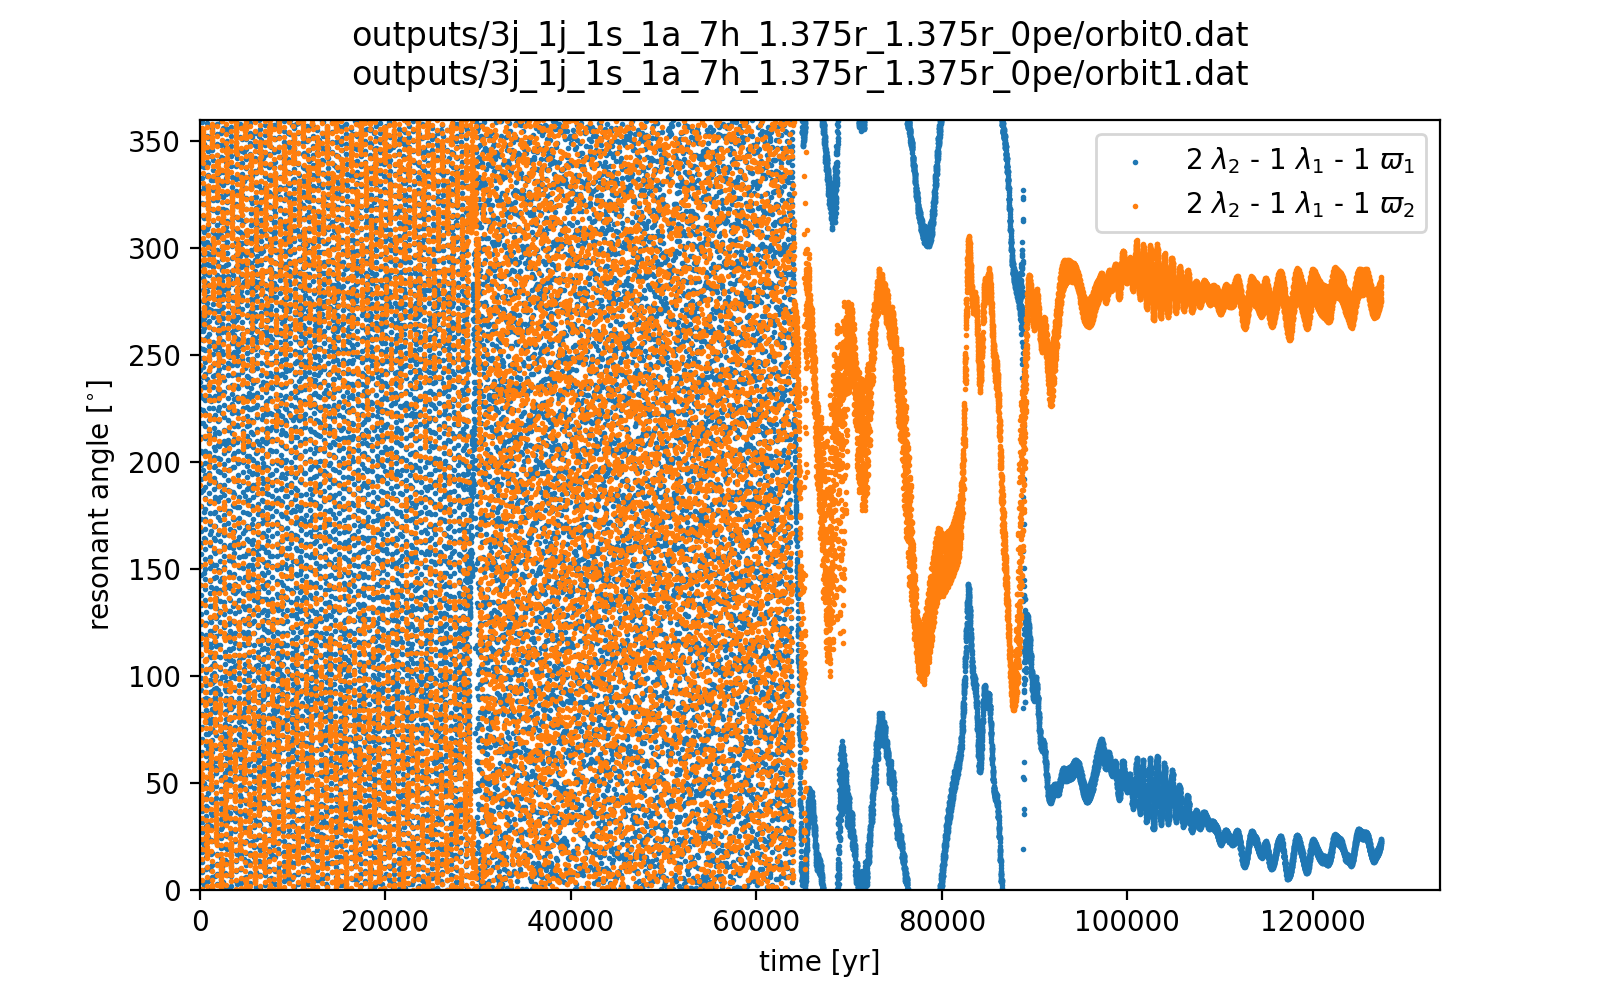 outputs/3j_1j_1s_1a_7h_1.375r_1.375r_0pe/orbit0.dat
outputs/3j_1j_1s_1a_7h_1.375r_1.375r_0pe/orbit1.dat
350
300
250
200
150
100
50
0
resonant angle [°]
2 λ₂ - 1 λ₁ - 1 ϖ₁
2 λ₂ - 1 λ₁ - 1 ϖ₂
0 20000 40000 60000 80000 100000 120000
time [yr]